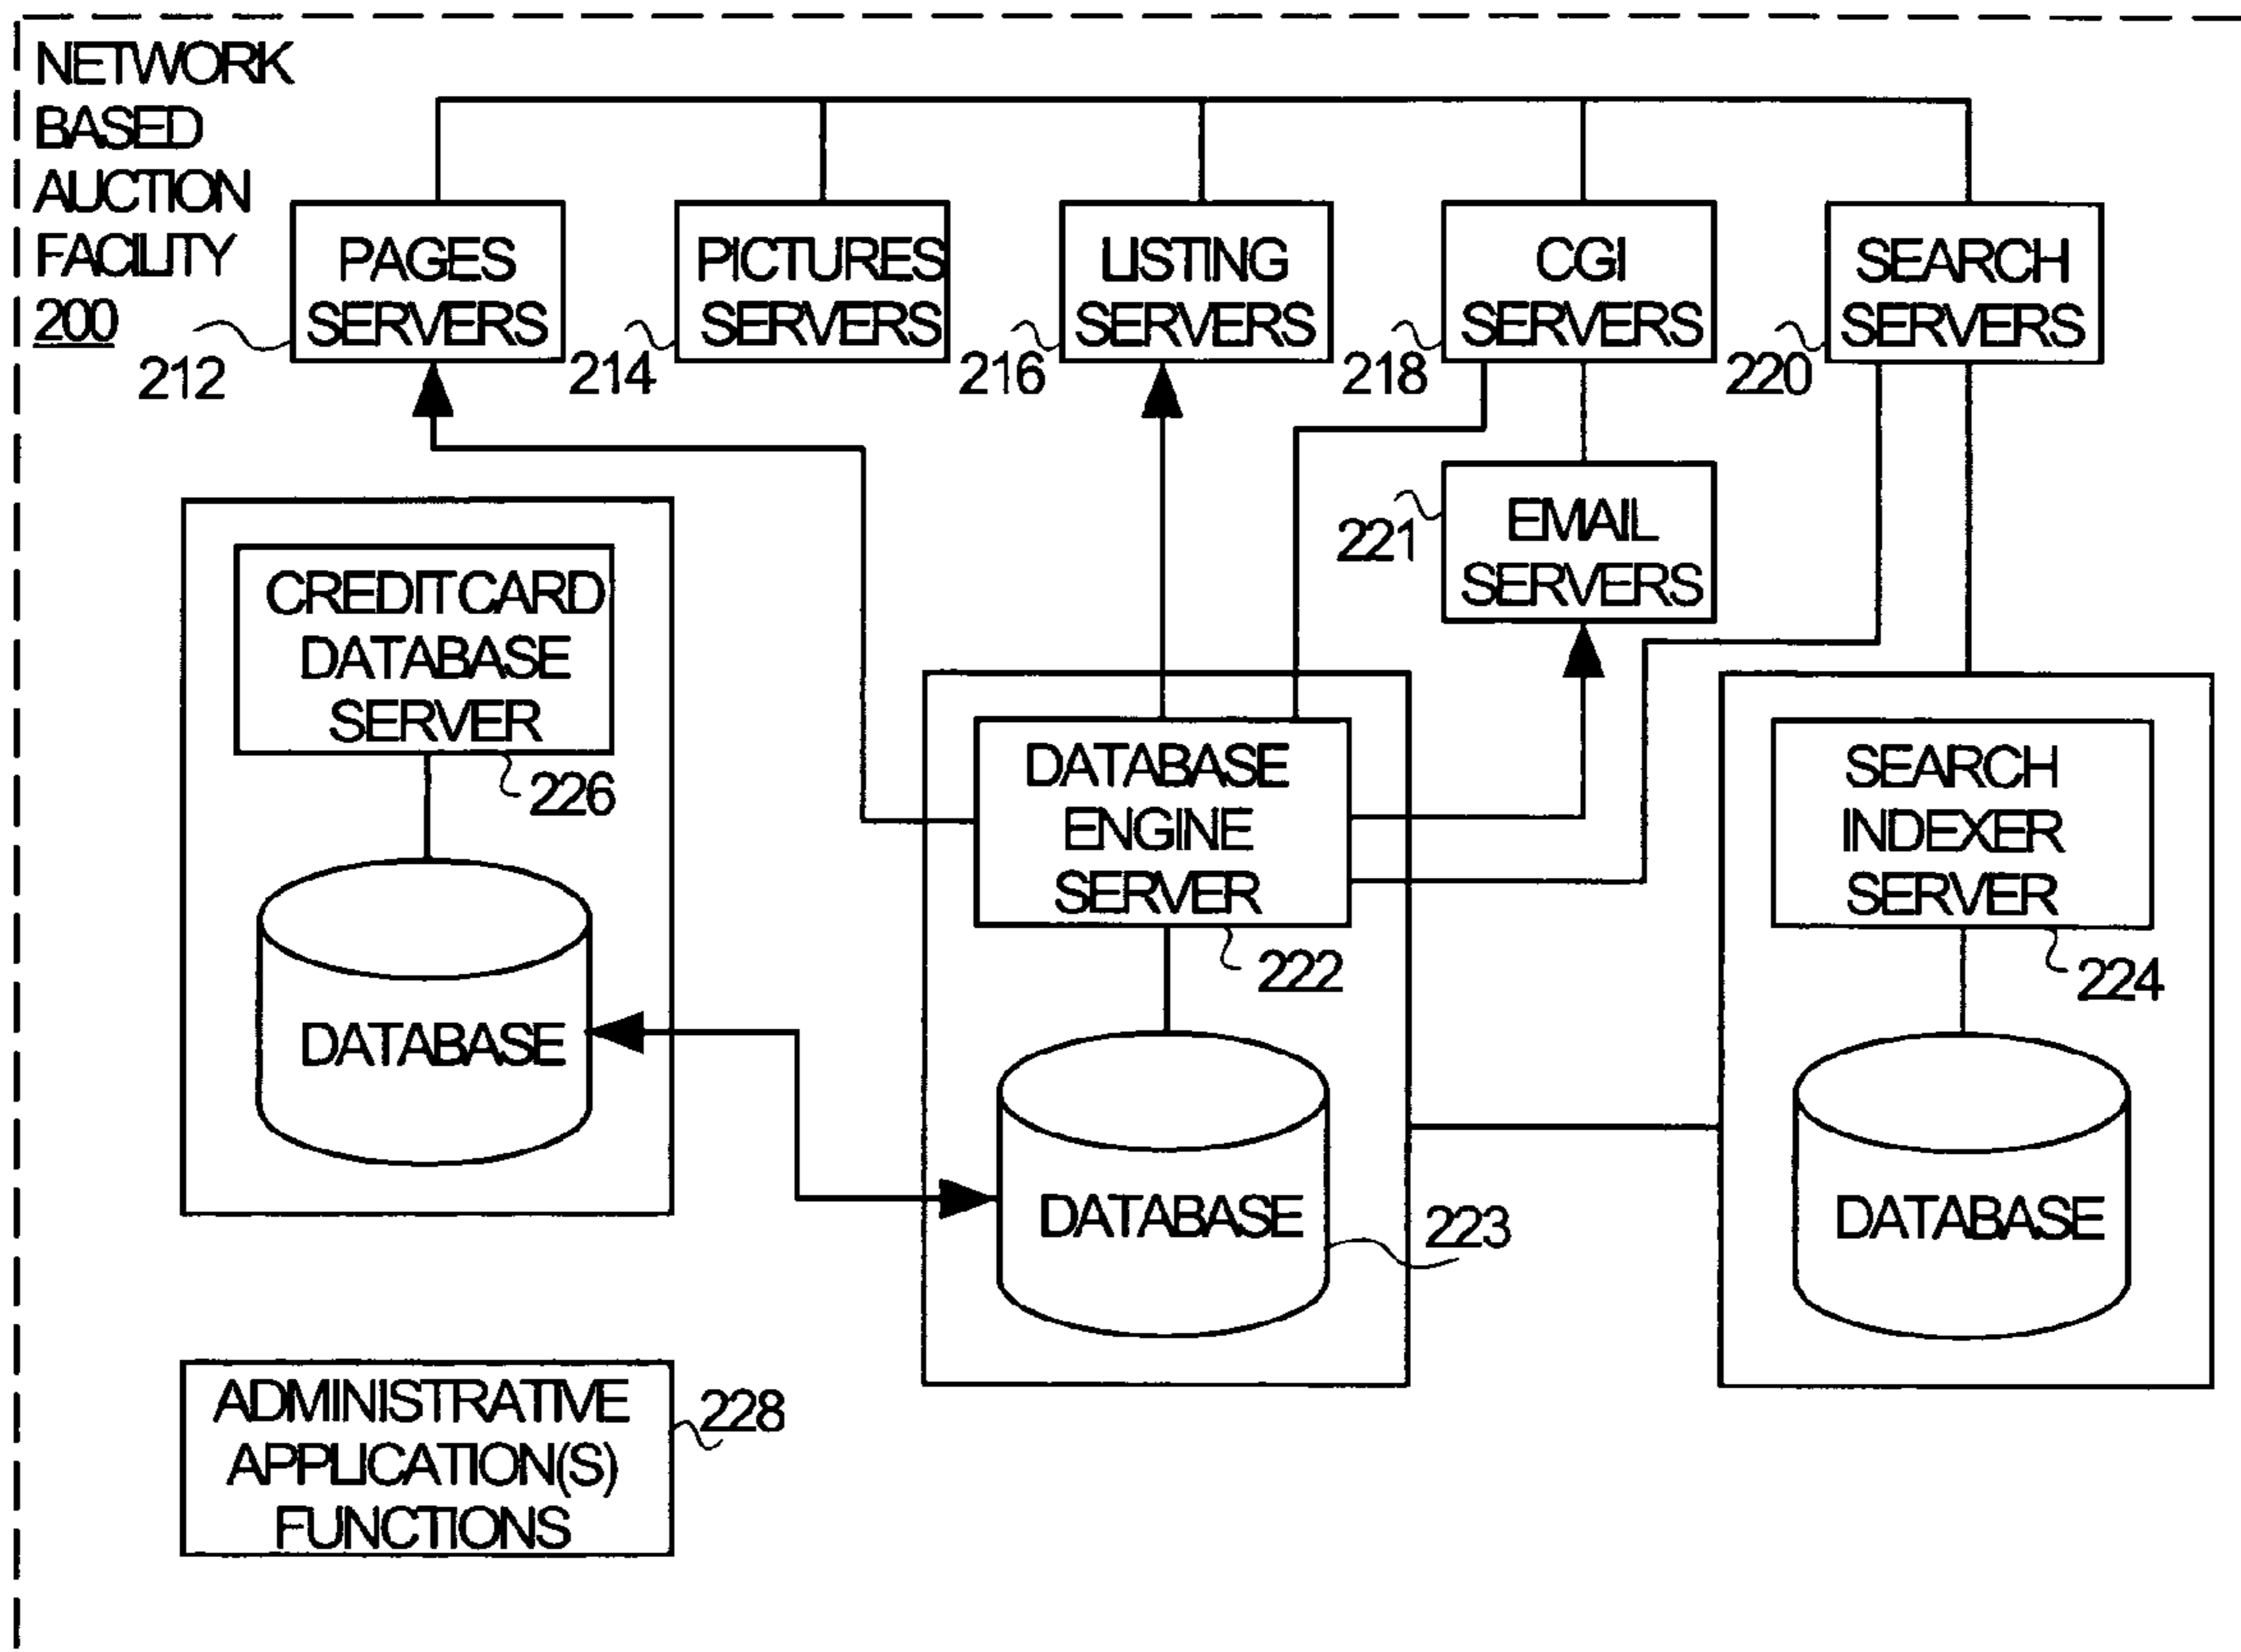 NETWORK
BASED
AUCTION
FACILITY
200
PAGES
SERVERS
212
PICTURES
SERVERS
214
LISTING
SERVERS
216
CGI
SERVERS
218
SEARCH
SERVERS
220
EMAIL
SERVERS
221
CREDIT CARD
DATABASE
SERVER
226
DATABASE
DATABASE
ENGINE
SERVER
222
DATABASE
223
SEARCH
INDEXER
SERVER
224
DATABASE
ADMINISTRATIVE
APPLICATION(S)
FUNCTIONS
228